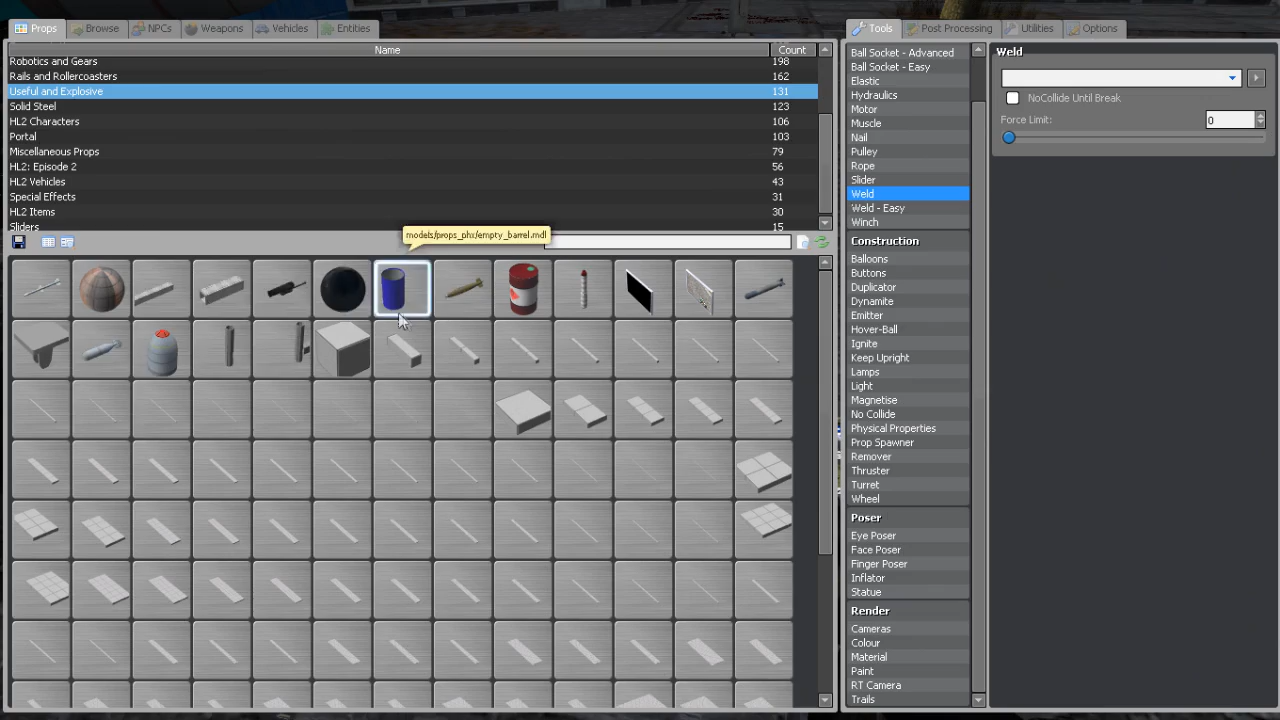 Props
Browse
NPCs
Weapons
Vehicles
Entities
Name Count
Robotics and Gears 198
Rails and Rollercoasters 162
Useful and Explosive 131
Solid Steel 123
HL2 Characters 106
Portal 103
Miscellaneous Props 79
HL2: Episode 2 56
HL2 Vehicles 43
Special Effects 31
HL2 Items 30
Sliders 15
models/props_phx/empty_barrel.mdl
Tools
Post Processing
Utilities
Options
Ball Socket - Advanced
Ball Socket - Easy
Elastic
Hydraulics
Motor
Muscle
Nail
Pulley
Rope
Slider
Weld
Weld - Easy
Winch
Construction
Balloons
Buttons
Duplicator
Dynamite
Emitter
Hover-Ball
Ignite
Keep Upright
Lamps
Light
Magnetise
No Collide
Physical Properties
Prop Spawner
Remover
Thruster
Turret
Wheel
Poser
Eye Poser
Face Poser
Finger Poser
Inflator
Statue
Render
Cameras
Colour
Material
Paint
RT Camera
Trails
Weld
NoCollide Until Break
Force Limit: 0